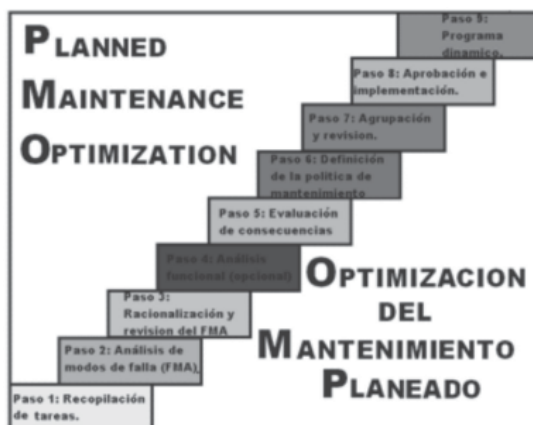 PLANNED
MAINTENANCE
OPTIMIZATION
Paso 9:
Programa
dinamico.
Paso 8: Aprobación e
implementación.
Paso 7: Agrupación
y revision.
Paso 6: Definición
de la politica de
mantenimiento
Paso 5: Evaluación
de consecuencias
Paso 4: Análisis
funcional (opcional)
Paso 3:
Racionalización y
revision del FMA
Paso 2: Análisis de
modos de falla (FMA)
Paso 1: Recopilación
de tareas.
OPTIMIZACION
DEL
MANTENIMIENTO
PLANEADO